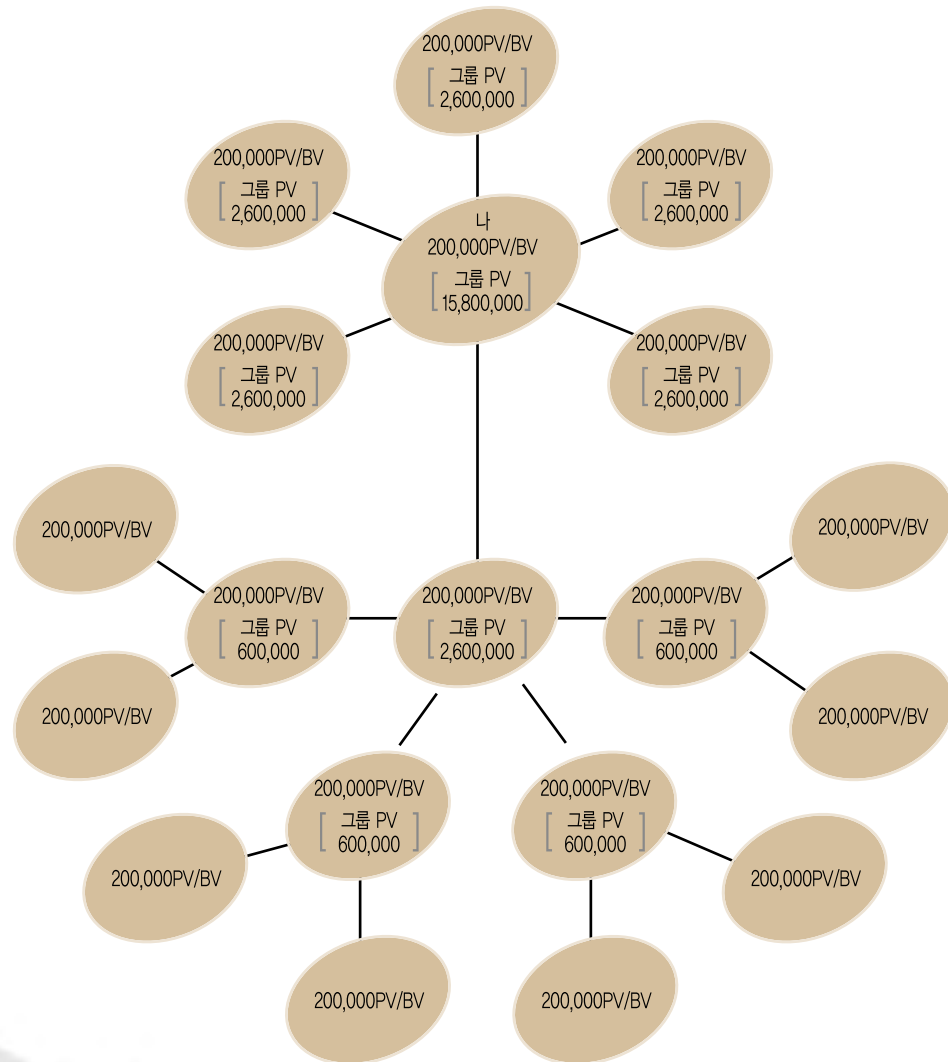 200,000PV/BV
[ 그룹 PV
2,600,000 ]
200,000PV/BV
[ 그룹 PV
2,600,000 ]
200,000PV/BV
[ 그룹 PV
2,600,000 ]
나
200,000PV/BV
[ 그룹 PV
15,800,000 ]
200,000PV/BV
[ 그룹 PV
2,600,000 ]
200,000PV/BV
[ 그룹 PV
2,600,000 ]
200,000PV/BV
200,000PV/BV
200,000PV/BV
[ 그룹 PV
600,000 ]
200,000PV/BV
[ 그룹 PV
2,600,000 ]
200,000PV/BV
[ 그룹 PV
600,000 ]
200,000PV/BV
200,000PV/BV
200,000PV/BV
[ 그룹 PV
600,000 ]
200,000PV/BV
[ 그룹 PV
600,000 ]
200,000PV/BV
200,000PV/BV
200,000PV/BV
200,000PV/BV